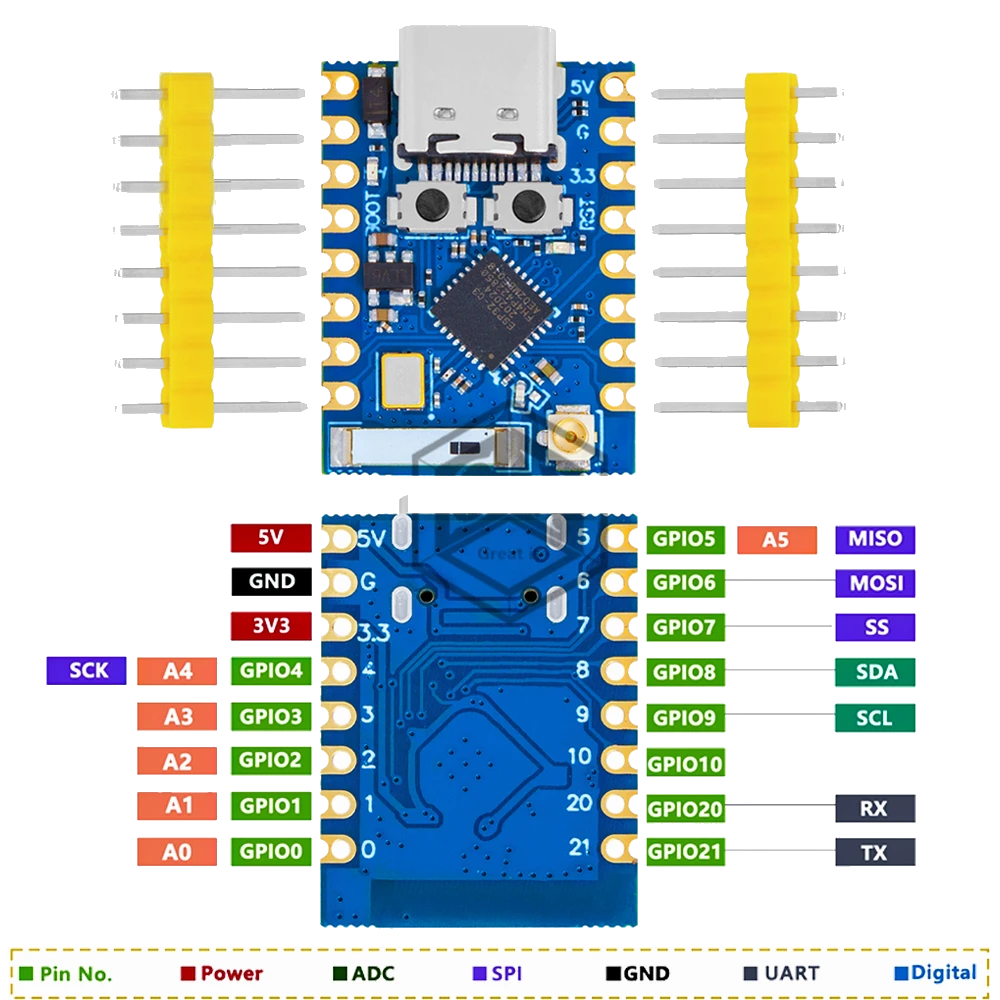 5V
G
3.3
BOOT
RST
ESP32-C3
5V
5V
5
GPIO5
A5
MISO
GND
G
6
GPIO6
MOSI
3V3
3.3
7
GPIO7
SS
SCK
A4
GPIO4
4
8
GPIO8
SDA
A3
GPIO3
3
9
GPIO9
SCL
A2
GPIO2
2
10
GPIO10
A1
GPIO1
1
20
GPIO20
RX
A0
GPIO0
0
21
GPIO21
TX
Pin No.
Power
ADC
SPI
GND
UART
Digital